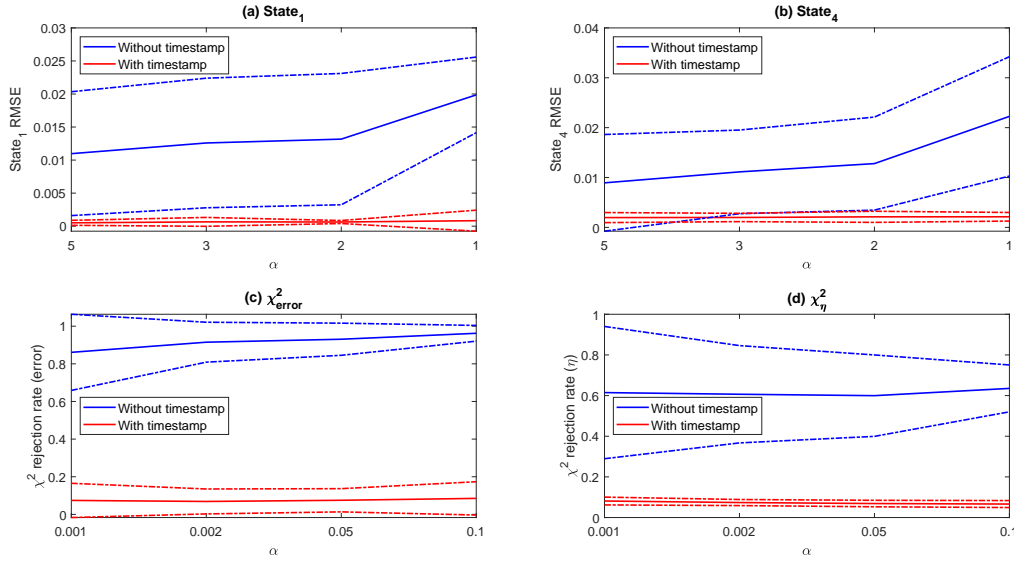 (a) State₁
State₁ RMSE
0.03
0.025
0.02
0.015
0.01
0.005
0
Without timestamp
With timestamp
5 3 2 1
α
(b) State₄
State₄ RMSE
0.04
0.03
0.02
0.01
0
Without timestamp
With timestamp
5 3 2 1
α
(c) χ²error
χ² rejection rate (error)
1
0.8
0.6
0.4
0.2
0
Without timestamp
With timestamp
0.001 0.002 0.05 0.1
α
(d) χ²η
χ² rejection rate (η)
1
0.8
0.6
0.4
0.2
0
Without timestamp
With timestamp
0.001 0.002 0.05 0.1
α